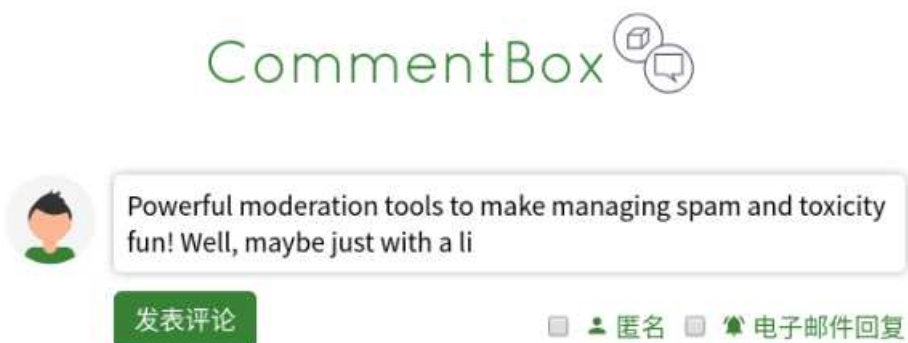 CommentBox
Powerful moderation tools to make managing spam and toxicity
fun! Well, maybe just with a li
发表评论
匿名 电子邮件回复